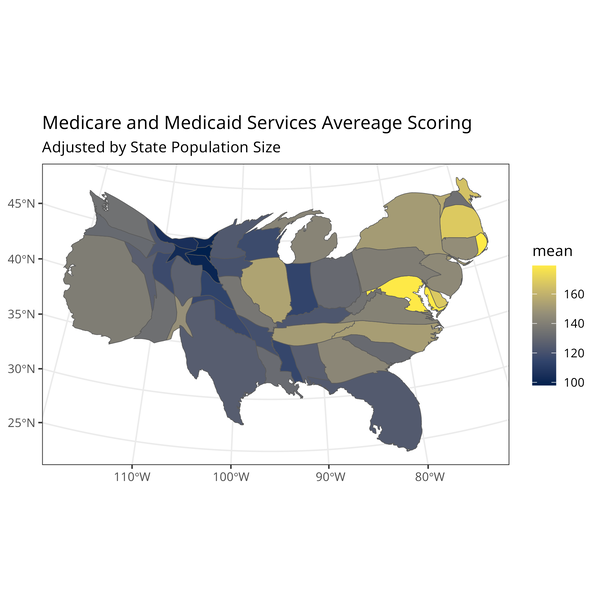 Medicare and Medicaid Services Avereage Scoring
Adjusted by State Population Size
45°N
40°N
35°N
30°N
25°N
110°W
100°W
90°W
80°W
mean
160
140
120
100